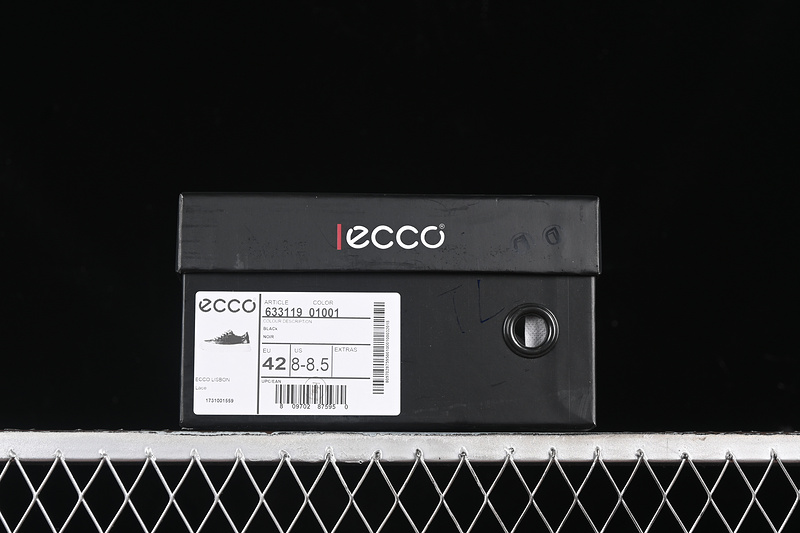 ecco®
ecco
ARTICLE COLOR
633119 01001
COLOUR DESCRIPTION
BLACK
NOIR
EU US EXTRAS
42 8-8.5
ECCO LISBON
UPC/EAN
1731001559
8 09702 87595 0